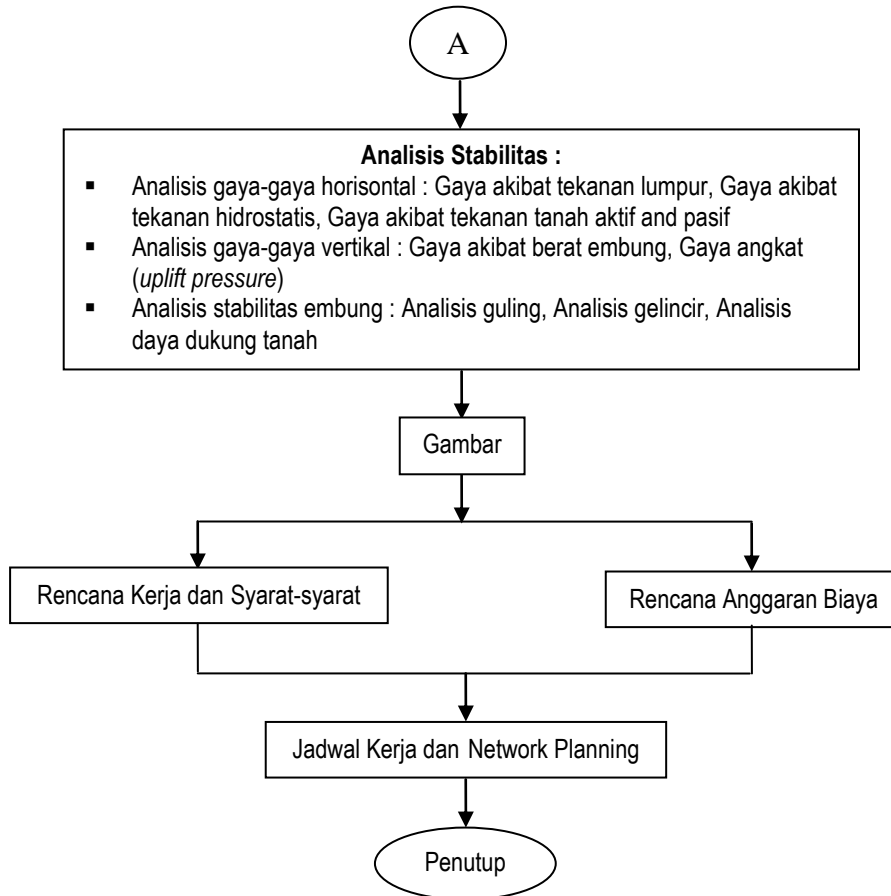 A
Analisis Stabilitas :
▪ Analisis gaya-gaya horisontal : Gaya akibat tekanan lumpur, Gaya akibat
tekanan hidrostatis, Gaya akibat tekanan tanah aktif and pasif
▪ Analisis gaya-gaya vertikal : Gaya akibat berat embung, Gaya angkat
(uplift pressure)
▪ Analisis stabilitas embung : Analisis guling, Analisis gelincir, Analisis
daya dukung tanah
Gambar
Rencana Kerja dan Syarat-syarat
Rencana Anggaran Biaya
Jadwal Kerja dan Network Planning
Penutup